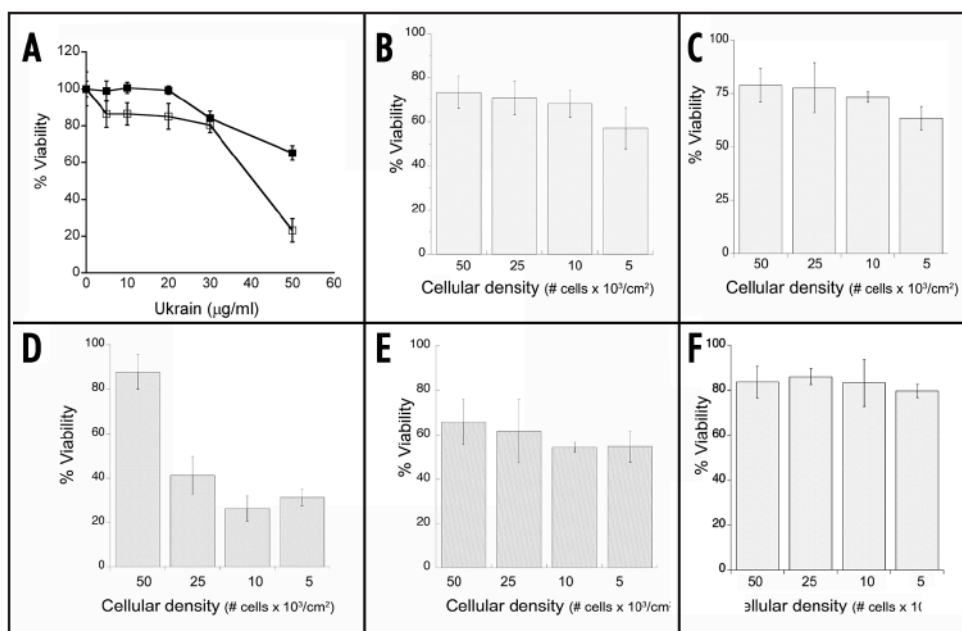 A
120
100
80
60
40
20
0
% Viability
0 10 20 30 40 50 60
Ukrain (µg/ml)
B
100
80
60
40
20
0
% Viability
50 25 10 5
Cellular density (# cells x 10³/cm²)
C
100
75
50
25
0
% Viability
50 25 10 5
Cellular density (# cells x 10³/cm²)
D
100
80
60
40
20
0
% Viability
50 25 10 5
Cellular density (# cells x 10³/cm²)
E
100
80
60
40
20
0
% Viability
50 25 10 5
Cellular density (# cells x 10³/cm²
F
100
80
60
40
20
0
% Viability
50 25 10 5
ellular density (# cells x 10